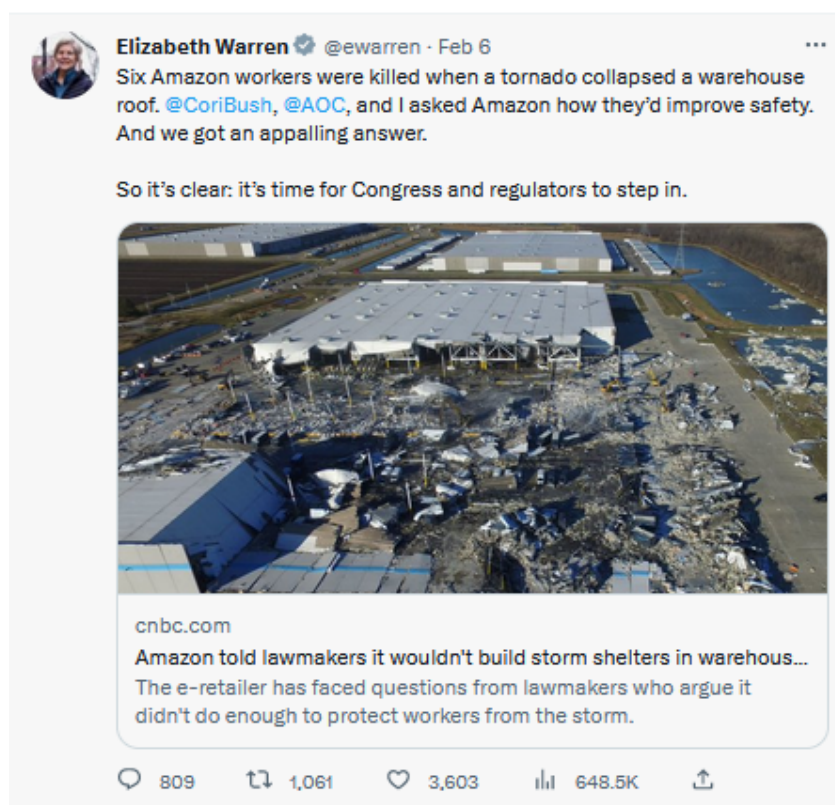 Elizabeth Warren @ewarren · Feb 6
Six Amazon workers were killed when a tornado collapsed a warehouse
roof. @CoriBush, @AOC, and I asked Amazon how they’d improve safety.
And we got an appalling answer.
So it’s clear: it’s time for Congress and regulators to step in.
cnbc.com
Amazon told lawmakers it wouldn't build storm shelters in warehous...
The e-retailer has faced questions from lawmakers who argue it
didn't do enough to protect workers from the storm.
809 1,061 3,603 648.5K